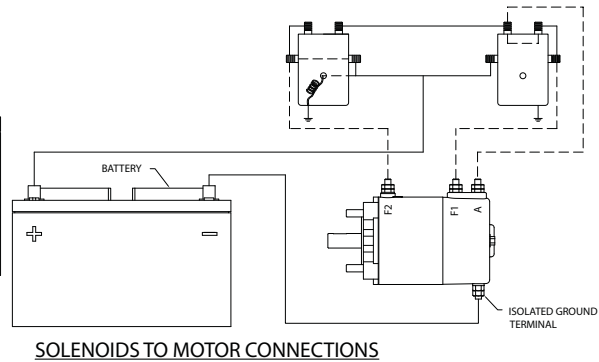 BATTERY
F2
F1
A
+
−
ISOLATED GROUND
TERMINAL
SOLENOIDS TO MOTOR CONNECTIONS